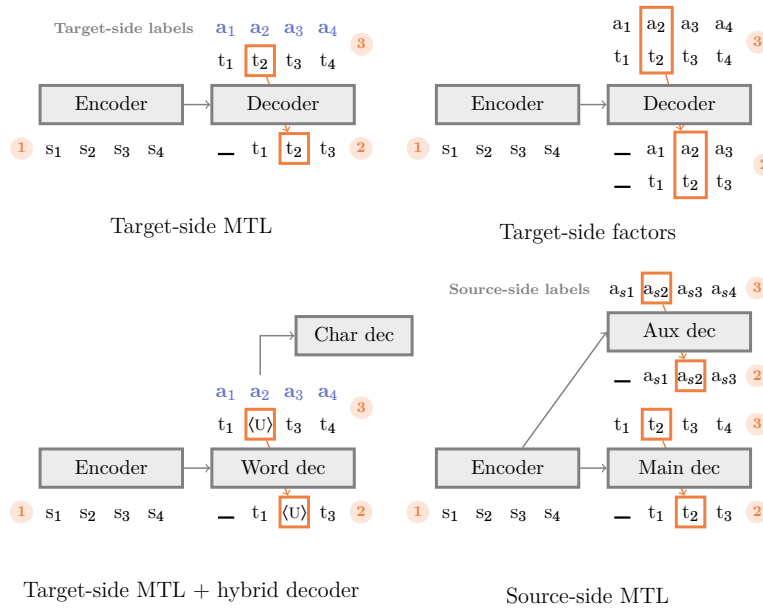 Target-side labels a₁ a₂ a₃ a₄
3
t₁ t₂ t₃ t₄
Encoder Decoder
1 s₁ s₂ s₃ s₄ _ t₁ t₂ t₃ 2
Target-side MTL
a₁ a₂ a₃ a₄
3
t₁ t₂ t₃ t₄
Encoder Decoder
1 s₁ s₂ s₃ s₄ _ a₁ a₂ a₃
2
_ t₁ t₂ t₃
Target-side factors
Char dec
a₁ a₂ a₃ a₄
3
t₁ ⟨U⟩ t₃ t₄
Encoder Word dec
1 s₁ s₂ s₃ s₄ _ t₁ ⟨U⟩ t₃ 2
Target-side MTL + hybrid decoder
Source-side labels aₛ₁ aₛ₂ aₛ₃ aₛ₄ 3
Aux dec
_ aₛ₁ aₛ₂ aₛ₃ 2
t₁ t₂ t₃ t₄ 3
Encoder Main dec
1 s₁ s₂ s₃ s₄ _ t₁ t₂ t₃ 2
Source-side MTL